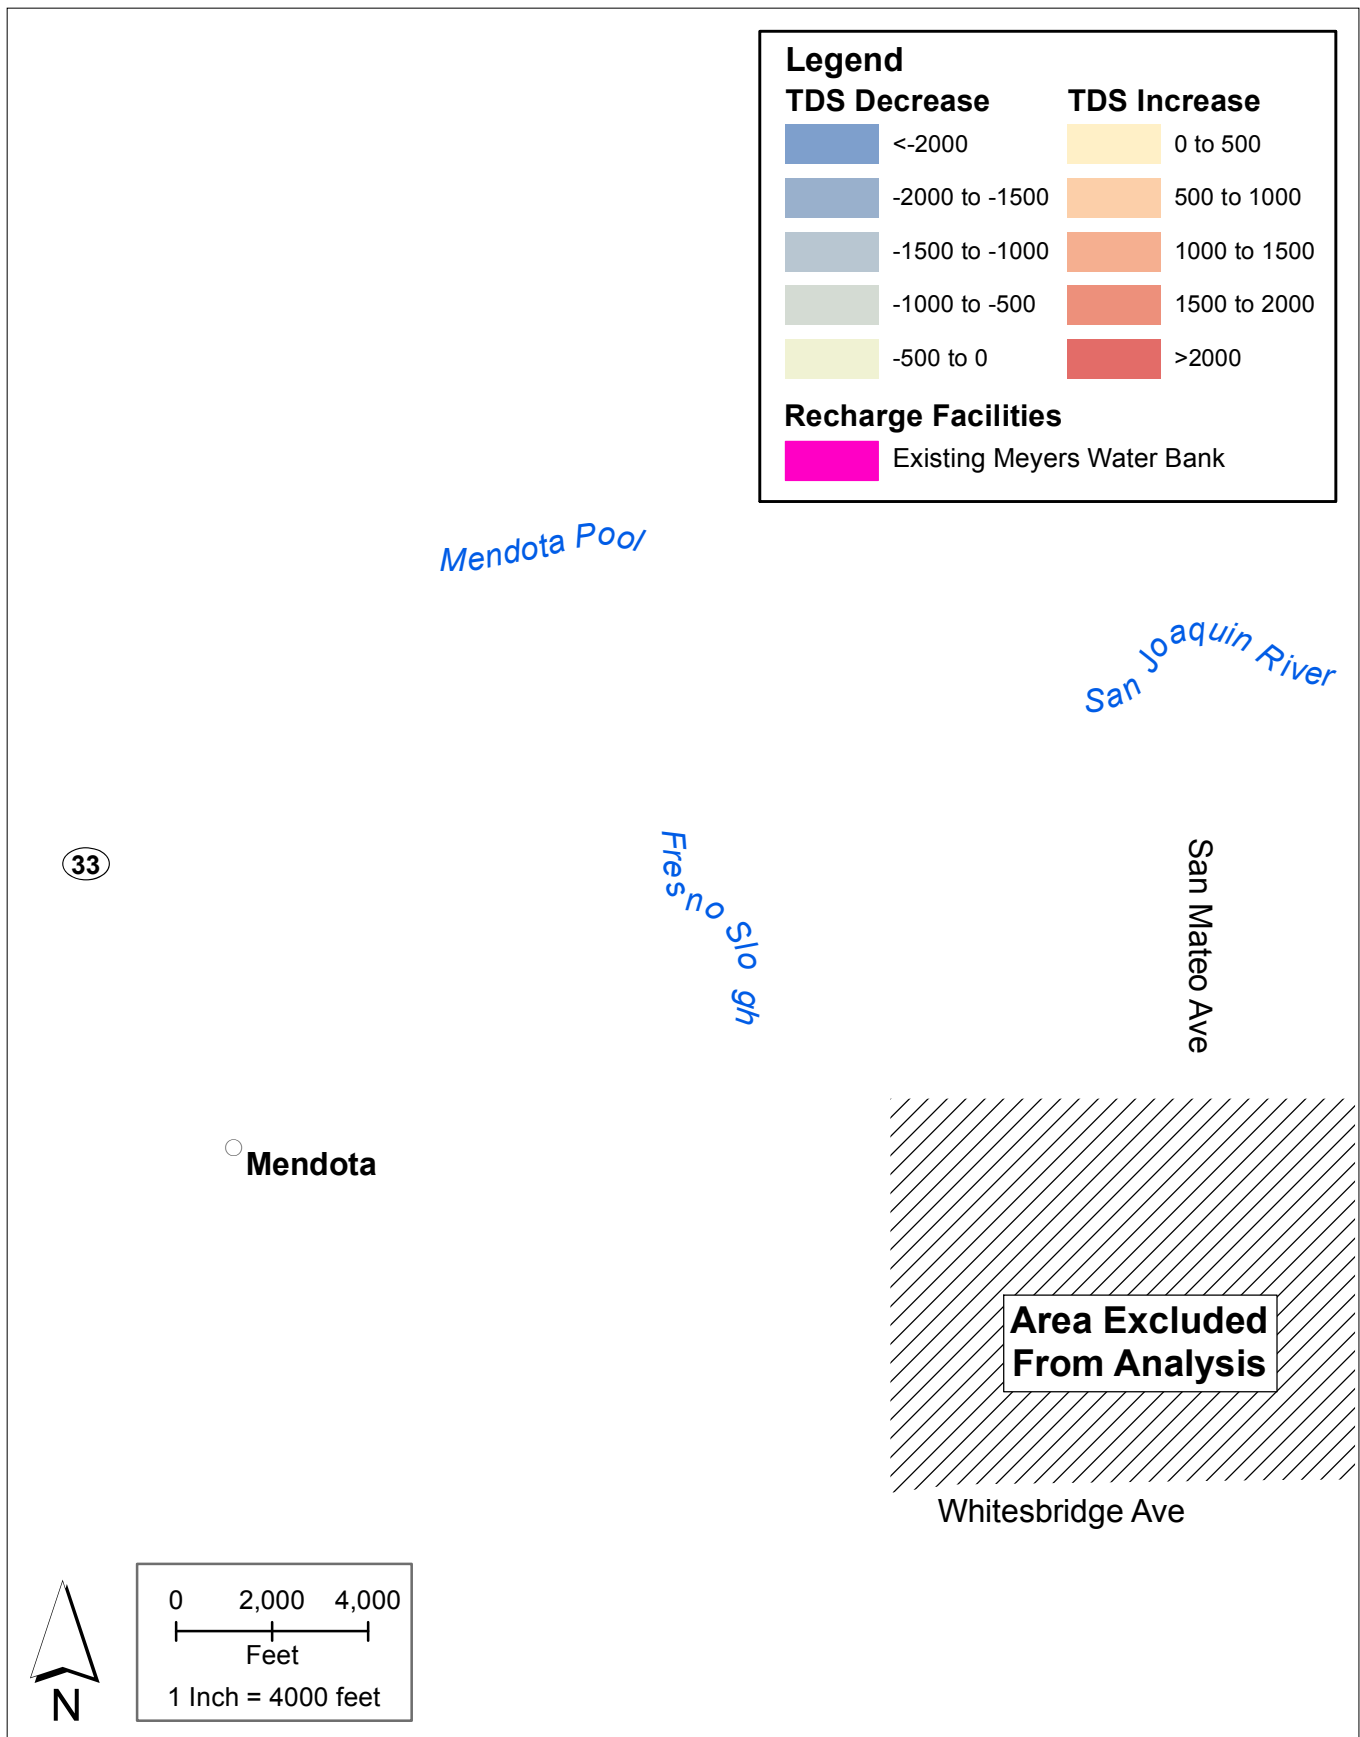 Legend
TDS Decrease
TDS Increase
<-2000
0 to 500
-2000 to -1500
500 to 1000
-1500 to -1000
1000 to 1500
-1000 to -500
1500 to 2000
-500 to 0
>2000
Recharge Facilities
Existing Meyers Water Bank
Mendota Pool
San Joaquin River
33
Fresno Slo gh
San Mateo Ave
Mendota
Area Excluded
From Analysis
Whitesbridge Ave
0 2,000 4,000
Feet
1 Inch = 4000 feet
N